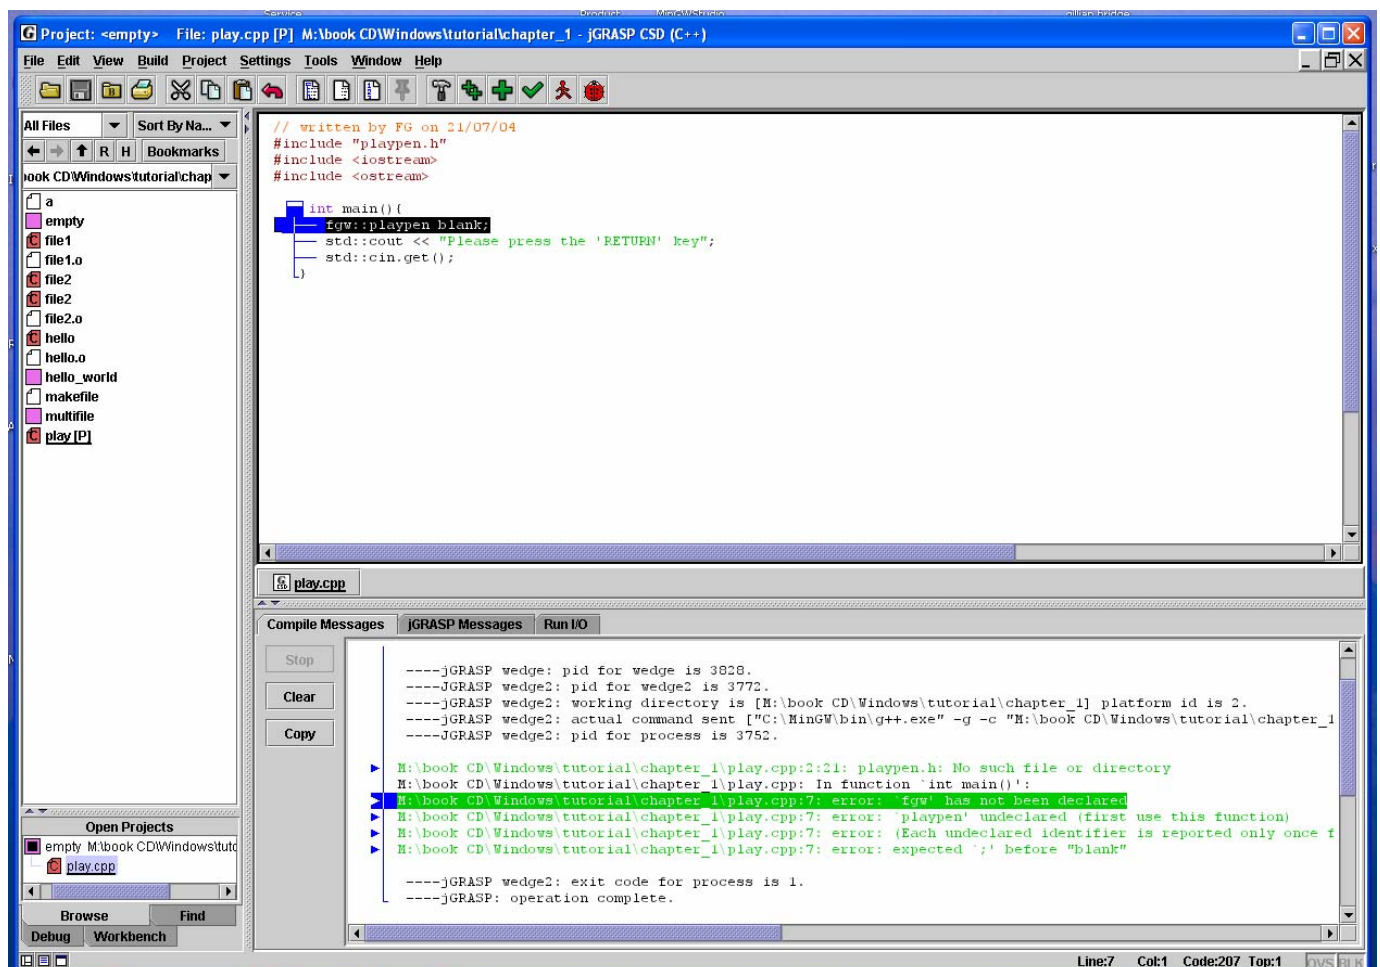 Service Product MinGWStudio gillian bridge
Project: <empty> File: play.cpp [P] M:\book CD\Windows\tutorial\chapter_1 - jGRASP CSD (C++)
File Edit View Build Project Settings Tools Window Help
All Files Sort By Na...
R H Bookmarks
ook CD\Windows\tutorial\chap
a
empty
file1
file1.o
file2
file2
file2.o
hello
hello.o
hello_world
makefile
multifile
play [P]
// written by FG on 21/07/04
#include "playpen.h"
#include <iostream>
#include <ostream>
int main(){
fgw::playpen blank;
std::cout << "Please press the 'RETURN' key";
std::cin.get();
}
play.cpp
Compile Messages jGRASP Messages Run I/O
Stop
Clear
Copy
----jGRASP wedge: pid for wedge is 3828.
----JGRASP wedge2: pid for wedge2 is 3772.
----jGRASP wedge2: working directory is [M:\book CD\Windows\tutorial\chapter_1] platform id is 2.
----jGRASP wedge2: actual command sent ["C:\MinGW\bin\g++.exe" -g -c "M:\book CD\Windows\tutorial\chapter_1
----JGRASP wedge2: pid for process is 3752.
M:\book CD\Windows\tutorial\chapter_1\play.cpp:2:21: playpen.h: No such file or directory
M:\book CD\Windows\tutorial\chapter_1\play.cpp: In function `int main()':
M:\book CD\Windows\tutorial\chapter_1\play.cpp:7: error: `fgw' has not been declared
M:\book CD\Windows\tutorial\chapter_1\play.cpp:7: error: `playpen' undeclared (first use this function)
M:\book CD\Windows\tutorial\chapter_1\play.cpp:7: error: (Each undeclared identifier is reported only once f
M:\book CD\Windows\tutorial\chapter_1\play.cpp:7: error: expected `;' before "blank"
----jGRASP wedge2: exit code for process is 1.
----jGRASP: operation complete.
Open Projects
empty M:\book CD\Windows\tuto
play.cpp
Browse Find
Debug Workbench
Line:7 Col:1 Code:207 Top:1 OVS BLK